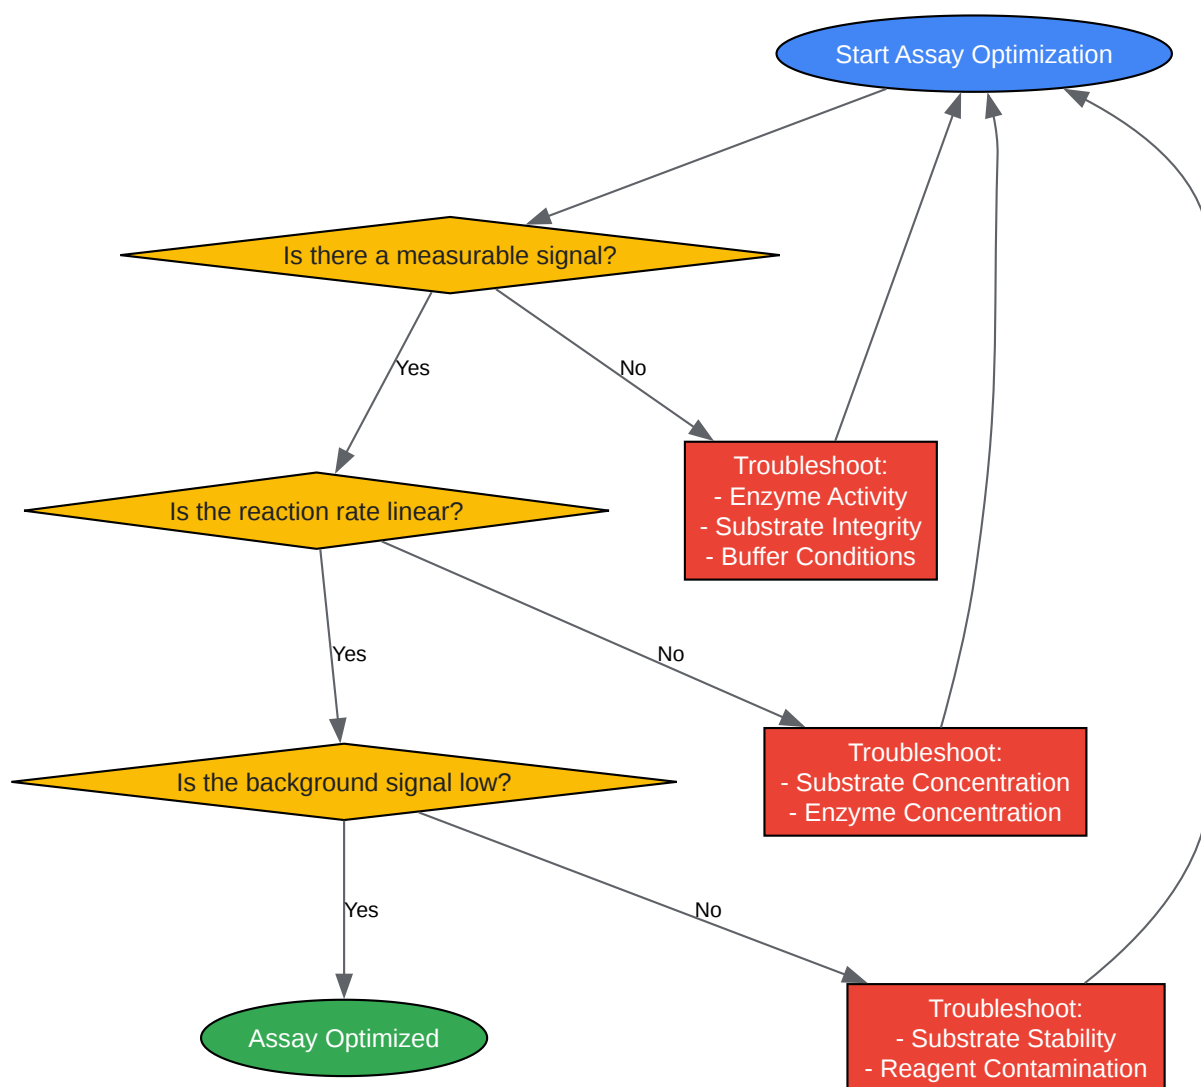 Start Assay Optimization
Is there a measurable signal?
Yes
No
Troubleshoot:
- Enzyme Activity
- Substrate Integrity
- Buffer Conditions
Is the reaction rate linear?
Yes
No
Troubleshoot:
- Substrate Concentration
- Enzyme Concentration
Is the background signal low?
Yes
No
Assay Optimized
Troubleshoot:
- Substrate Stability
- Reagent Contamination